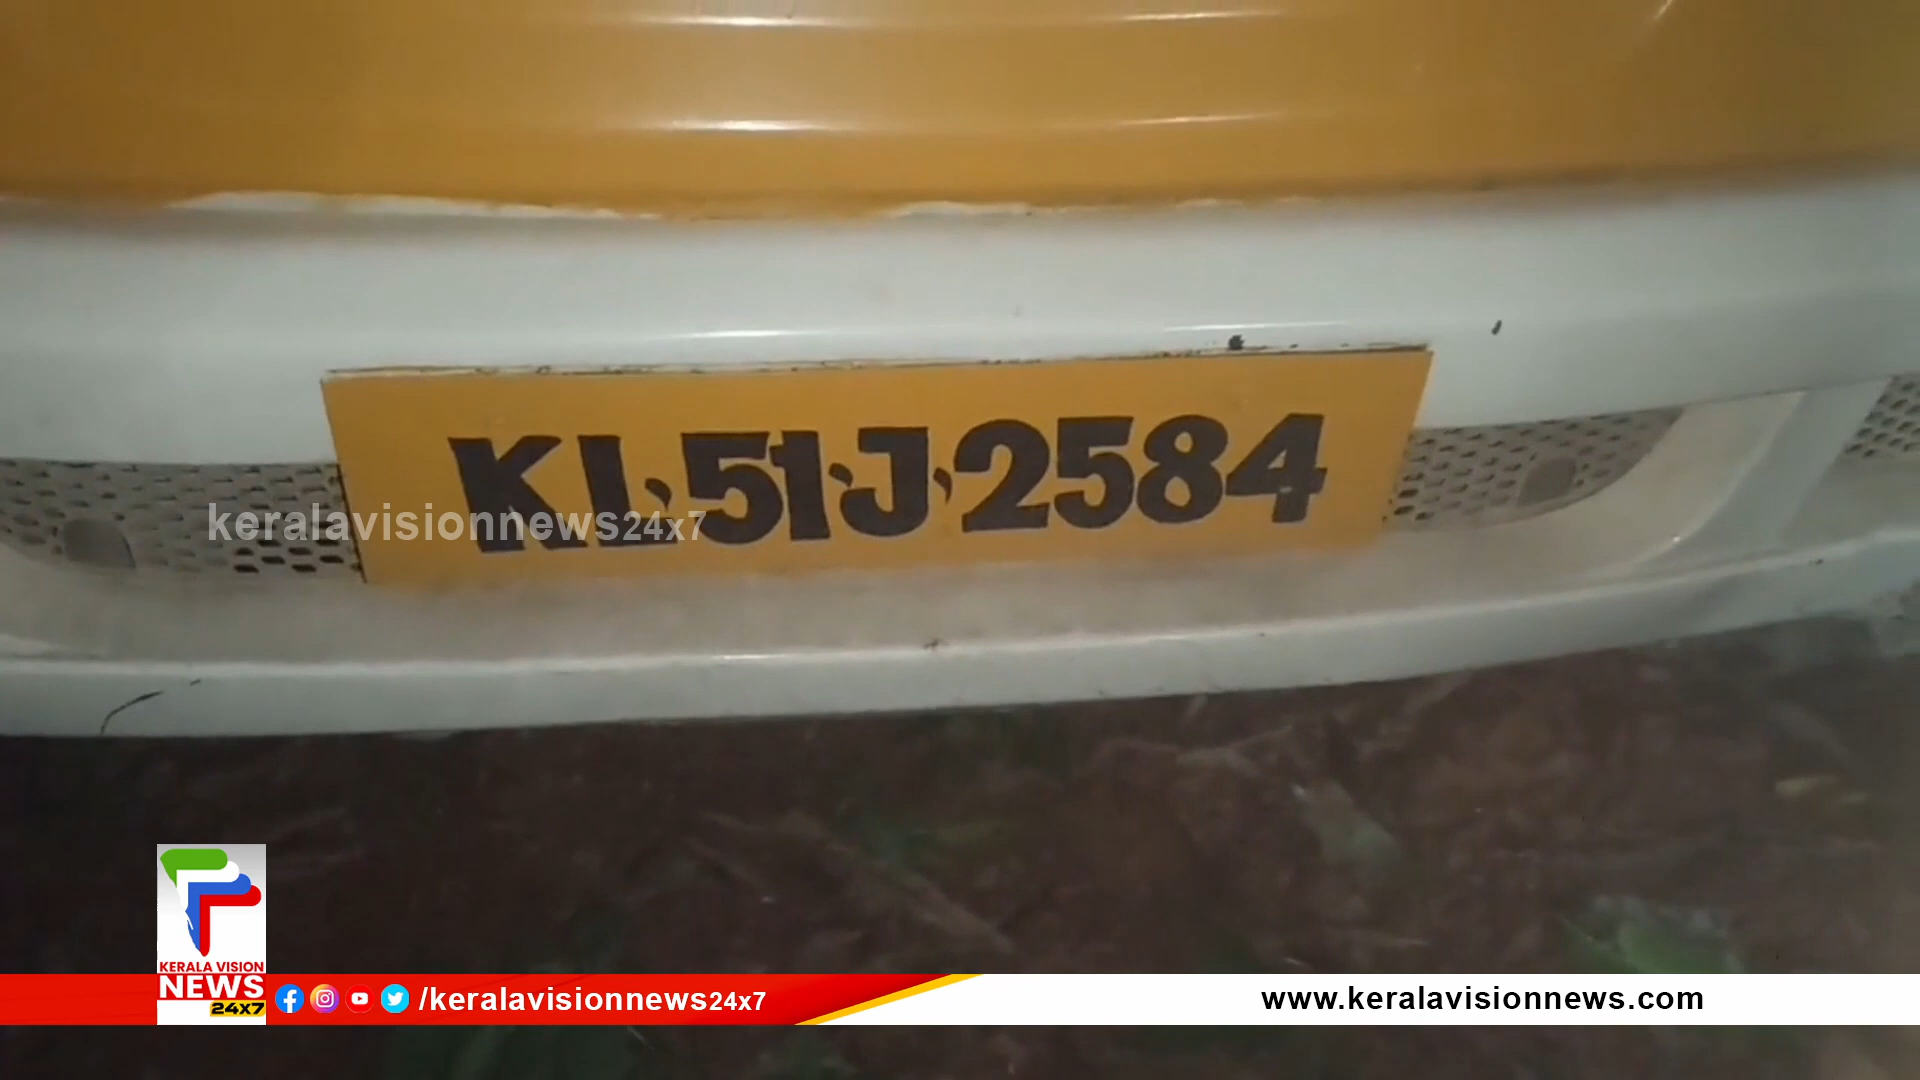 KL·51·J·2584
keralavisionnews24x7
KERALA VISION
NEWS
24x7
/keralavisionnews24x7
www.keralavisionnews.com